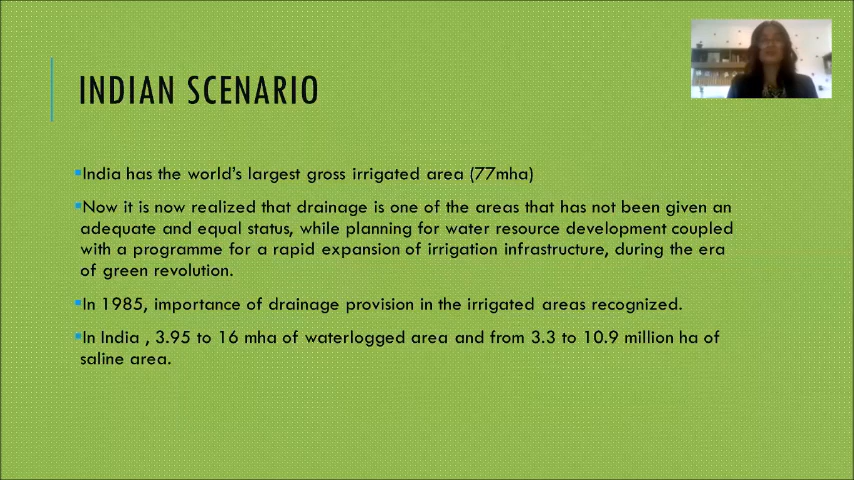 INDIAN SCENARIO
▪India has the world's largest gross irrigated area (77mha)
▪Now it is now realized that drainage is one of the areas that has not been given an
adequate and equal status, while planning for water resource development coupled
with a programme for a rapid expansion of irrigation infrastructure, during the era
of green revolution.
▪In 1985, importance of drainage provision in the irrigated areas recognized.
▪In India , 3.95 to 16 mha of waterlogged area and from 3.3 to 10.9 million ha of
saline area.